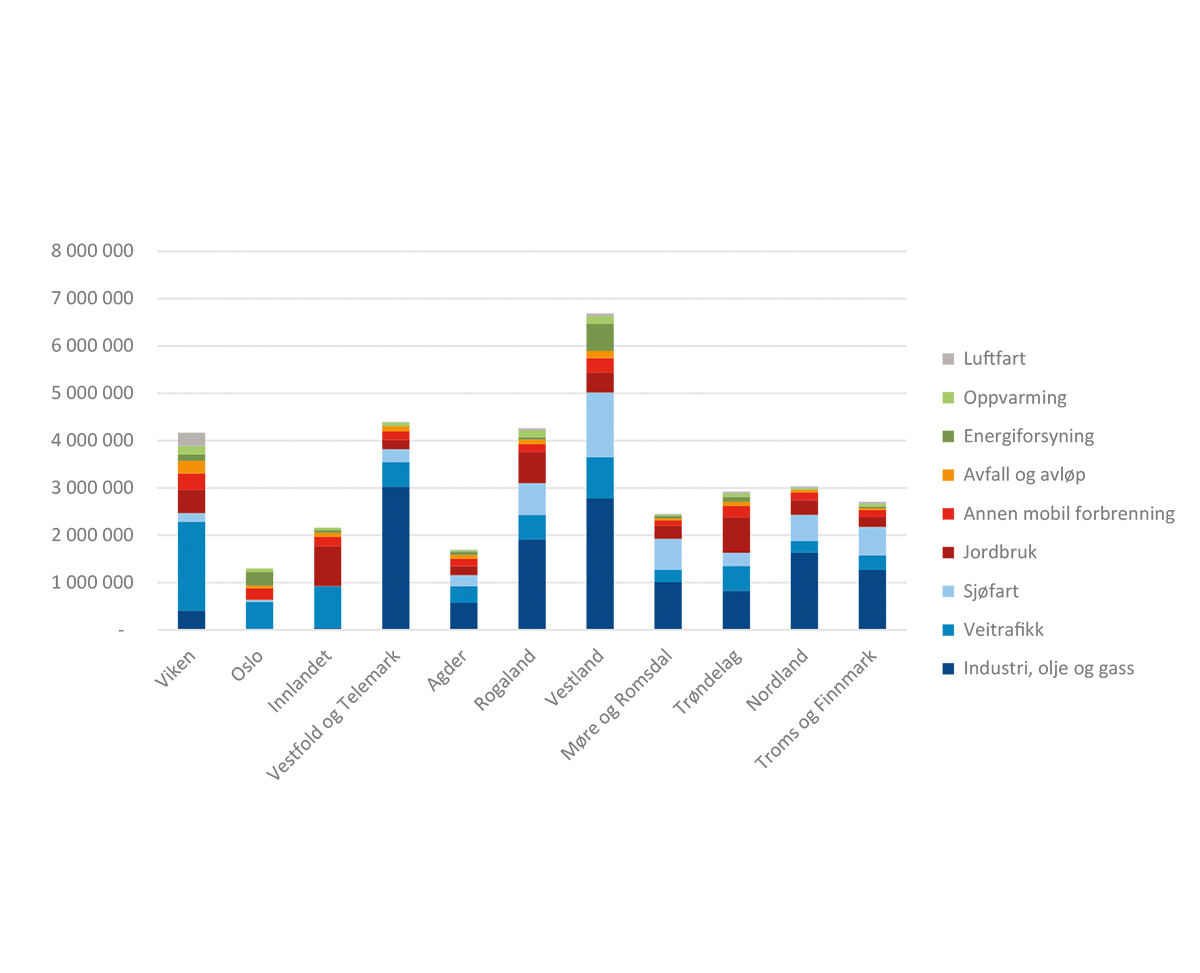 8 000 000
7 000 000
6 000 000
5 000 000
4 000 000
3 000 000
2 000 000
1 000 000
-
Viken
Oslo
Innlandet
Vestfold og Telemark
Agder
Rogaland
Vestland
Møre og Romsdal
Trøndelag
Nordland
Troms og Finnmark
Luftfart
Oppvarming
Energiforsyning
Avfall og avløp
Annen mobil forbrenning
Jordbruk
Sjøfart
Veitrafikk
Industri, olje og gass